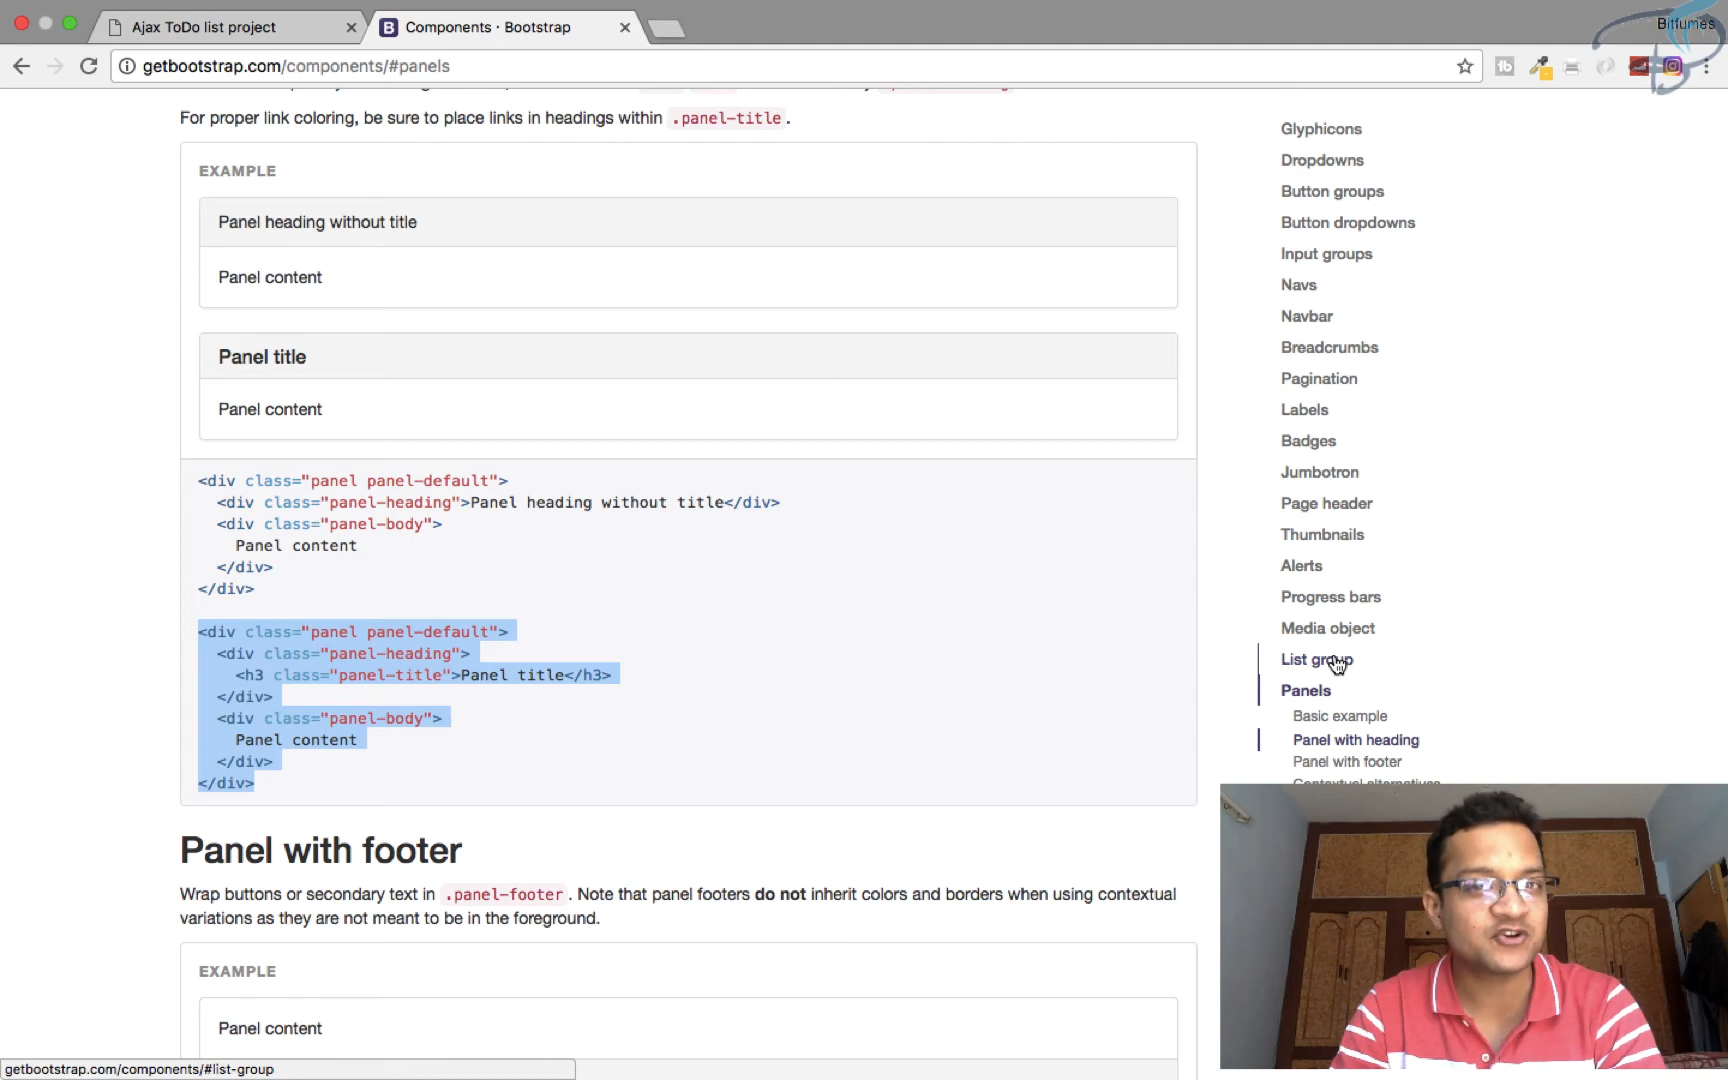 Ajax ToDo list project
Components · Bootstrap
Bitfumes
getbootstrap.com/components/#panels
For proper link coloring, be sure to place links in headings within .panel-title.
EXAMPLE
Panel heading without title
Panel content
Panel title
Panel content
<div class="panel panel-default">
<div class="panel-heading">Panel heading without title</div>
<div class="panel-body">
Panel content
</div>
</div>
<div class="panel panel-default">
<div class="panel-heading">
<h3 class="panel-title">Panel title</h3>
</div>
<div class="panel-body">
Panel content
</div>
</div>
Panel with footer
Wrap buttons or secondary text in .panel-footer. Note that panel footers do not inherit colors and borders when using contextual
variations as they are not meant to be in the foreground.
EXAMPLE
Panel content
Glyphicons
Dropdowns
Button groups
Button dropdowns
Input groups
Navs
Navbar
Breadcrumbs
Pagination
Labels
Badges
Jumbotron
Page header
Thumbnails
Alerts
Progress bars
Media object
List group
Panels
Basic example
Panel with heading
Panel with footer
Contextual alternatives
getbootstrap.com/components/#list-group